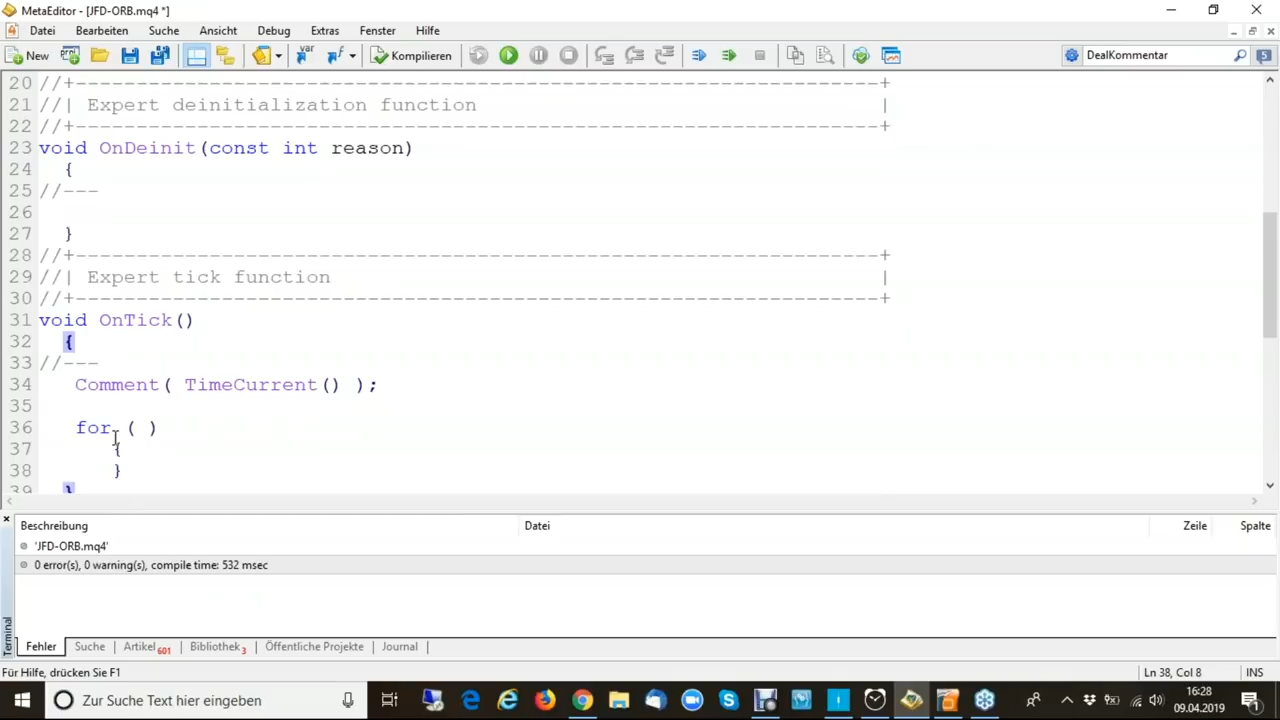 MetaEditor - [JFD-ORB.mq4 *]
Datei Bearbeiten Suche Ansicht Debug Extras Fenster Hilfe
New var Kompilieren DealKommentar 5
20 //+------------------------------------------------------------------+
21 //| Expert deinitialization function |
22 //+------------------------------------------------------------------+
23 void OnDeinit(const int reason)
24 {
25 //---
26
27 }
28 //+------------------------------------------------------------------+
29 //| Expert tick function |
30 //+------------------------------------------------------------------+
31 void OnTick()
32 {
33 //---
34 Comment( TimeCurrent() );
35
36 for ( )
37 {
38 }
39 }
Beschreibung Datei Zeile Spalte
'JFD-ORB.mq4'
0 error(s), 0 warning(s), compile time: 532 msec
Terminal
Fehler Suche Artikel 601 Bibliothek 3 Öffentliche Projekte Journal
Für Hilfe, drücken Sie F1 Ln 38, Col 8 INS
Zur Suche Text hier eingeben 16:28
09.04.2019